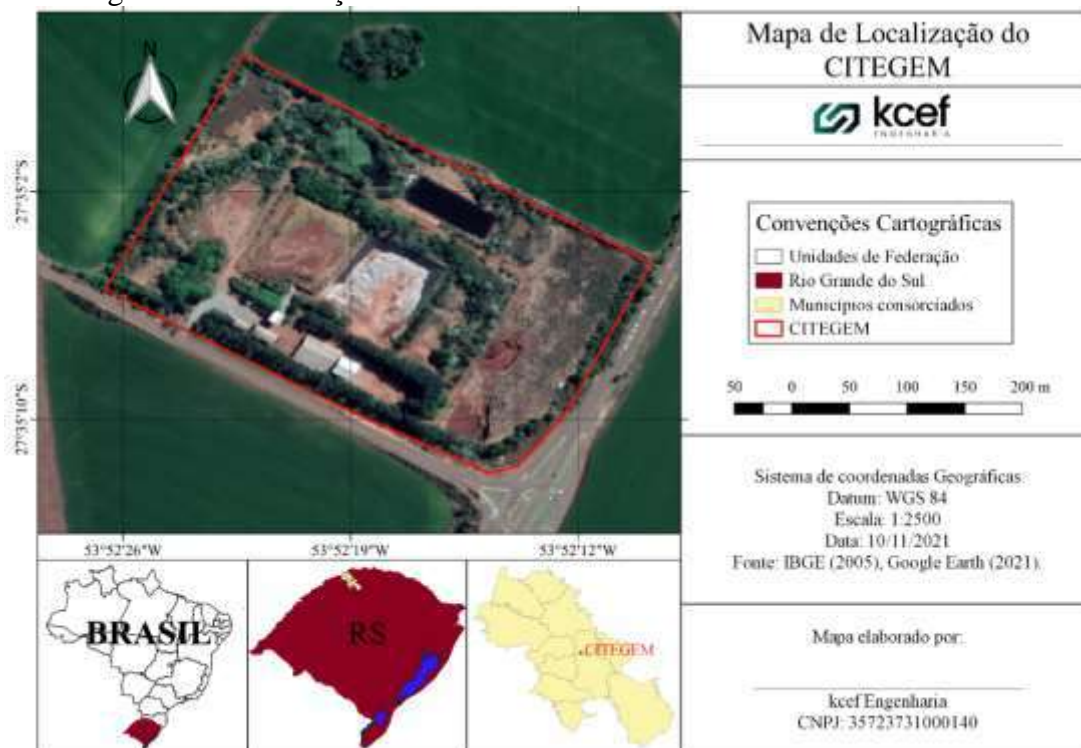 Mapa de Localização do
CITEGEM
kcef
ENGENHARIA
N
27°35'2"S
27°35'10"S
53°52'26"W
53°52'19"W
53°52'12"W
Convenções Cartográficas
Unidades de Federação
Rio Grande do Sul
Municípios consorciados
CITEGEM
50 0 50 100 150 200 m
Sistema de coordenadas Geográficas
Datum: WGS 84
Escala: 1:2500
Data: 10/11/2021
Fonte: IBGE (2005), Google Earth (2021).
BRASIL
RS
CITEGEM
Mapa elaborado por:
kcef Engenharia
CNPJ: 35723731000140